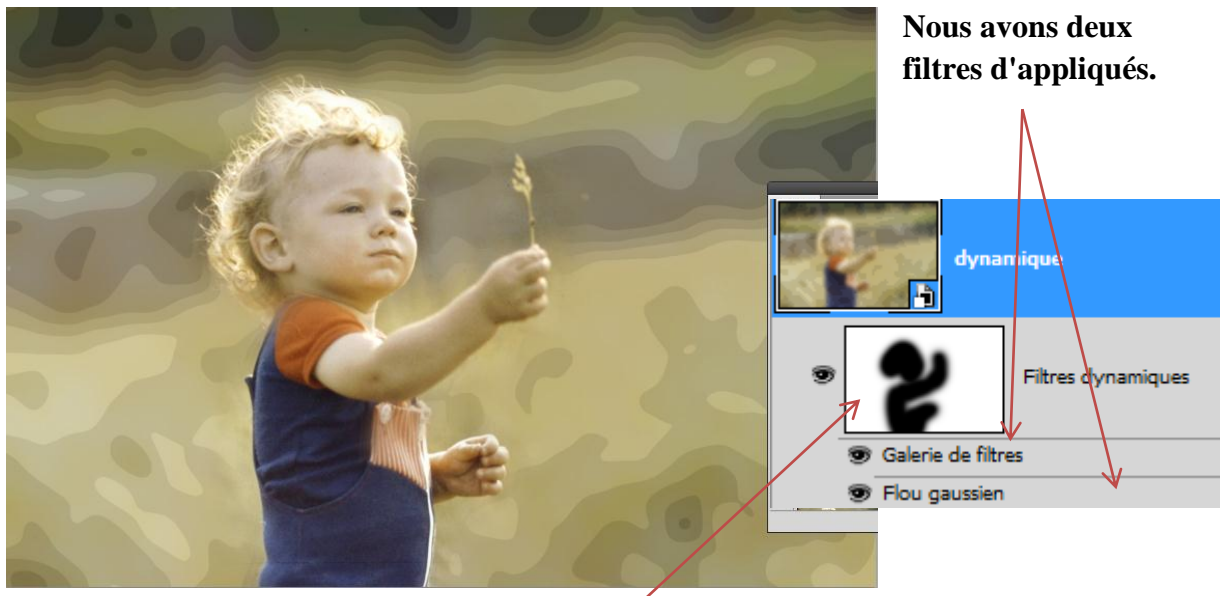 Nous avons deux
filtres d'appliqués.
dynamique
Filtres dynamiques
Galerie de filtres
Flou gaussien